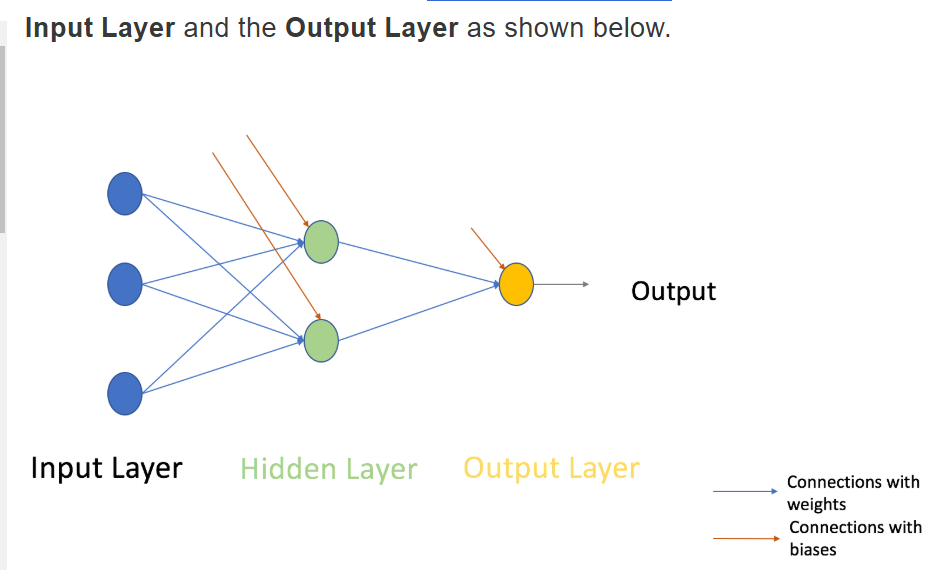 Input Layer and the Output Layer as shown below.
Output
Input Layer
Hidden Layer
Output Layer
Connections with
weights
Connections with
biases